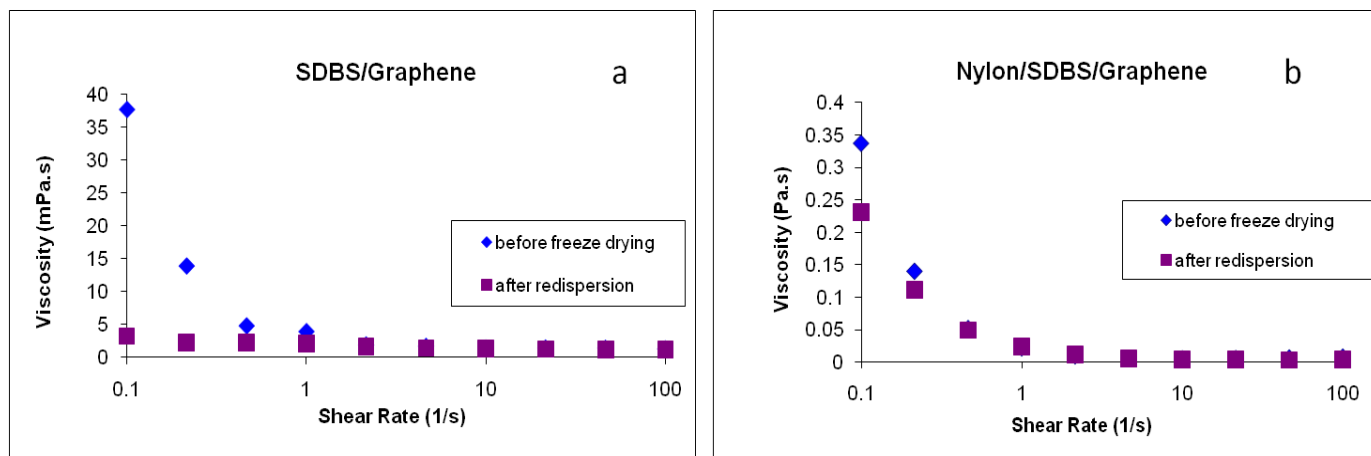 SDBS/Graphene
a
40
35
30
25
20
15
10
5
0
Viscosity (mPa.s)
before freeze drying
after redispersion
0.1
1
10
100
Shear Rate (1/s)
Nylon/SDBS/Graphene
b
0.4
0.35
0.3
0.25
0.2
0.15
0.1
0.05
0
Viscosity (Pa.s)
before freeze drying
after redispersion
0.1
1
10
100
Shear Rate (1/s)